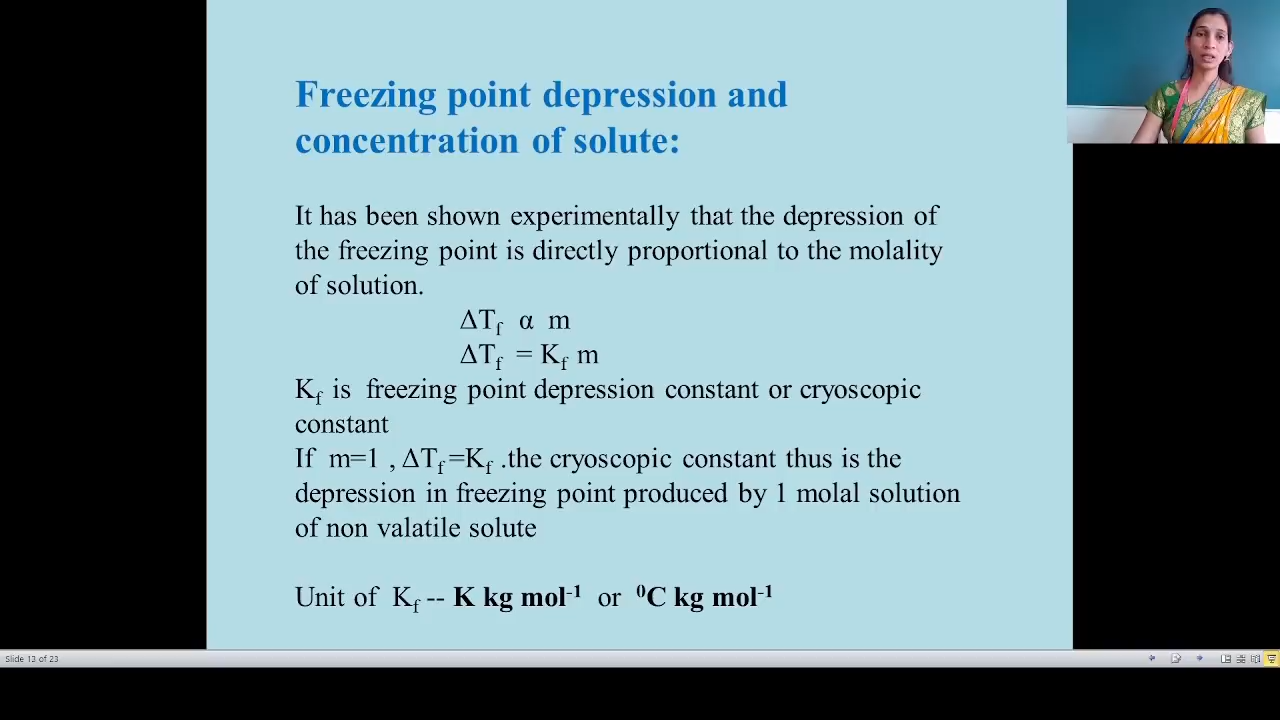 Freezing point depression and
concentration of solute:
It has been shown experimentally that the depression of
the freezing point is directly proportional to the molality
of solution.
ΔTf α m
ΔTf = Kf m
Kf is freezing point depression constant or cryoscopic
constant
If m=1 , ΔTf=Kf .the cryoscopic constant thus is the
depression in freezing point produced by 1 molal solution
of non valatile solute
Unit of Kf -- K kg mol⁻¹ or ⁰C kg mol⁻¹
Slide 13 of 23